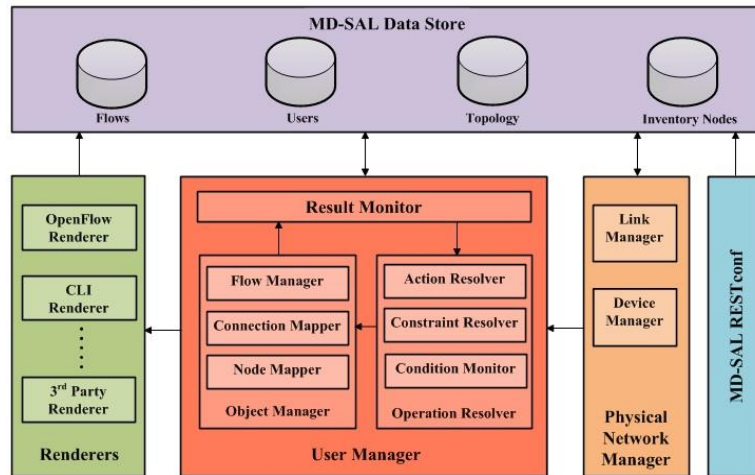 MD-SAL Data Store
Flows
Users
Topology
Inventory Nodes
OpenFlow
Renderer
CLI
Renderer
3rd Party
Renderer
Renderers
Result Monitor
Flow Manager
Connection Mapper
Node Mapper
Object Manager
Action Resolver
Constraint Resolver
Condition Monitor
Operation Resolver
User Manager
Link
Manager
Device
Manager
Physical
Network
Manager
MD-SAL RESTconf